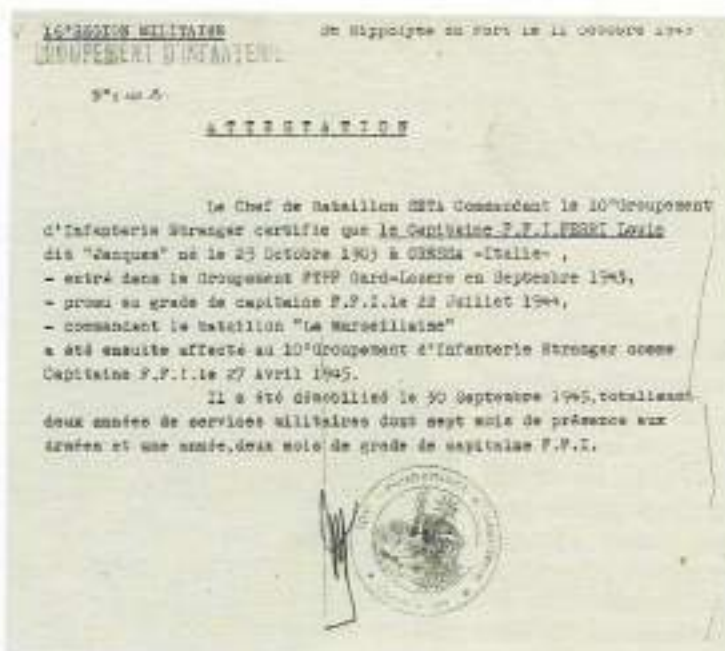 16°REGION MILITAIRE St Hippolyte du Fort le 11 Octobre 1945
GROUPEMENT D'INFANTERIE
ATTESTATION
Le Chef de Bataillon Commandant le 10°Groupement
d'Infanterie Etranger certifie que le Capitaine F.F.I. FERRI Louis
dit "Jacques" né le 23 Octobre 1903 à -Italie- ,
- entré dans le Groupement FTPF Gard-Lozere en Septembre 1943,
- promu au grade de capitaine F.F.I.le 22 Juillet 1944,
- commandant le bataillon "La Marseillaise"
a été ensuite affecté au 10°Groupement d'Infanterie Etranger comme
Capitaine F.F.I.le 27 Avril 1945.
Il a été démobilisé le 30 Septembre 1945,totalisant
deux années de services militaires dont sept mois de présence aux
armées et une année,deux mois de grade de capitaine F.F.I.